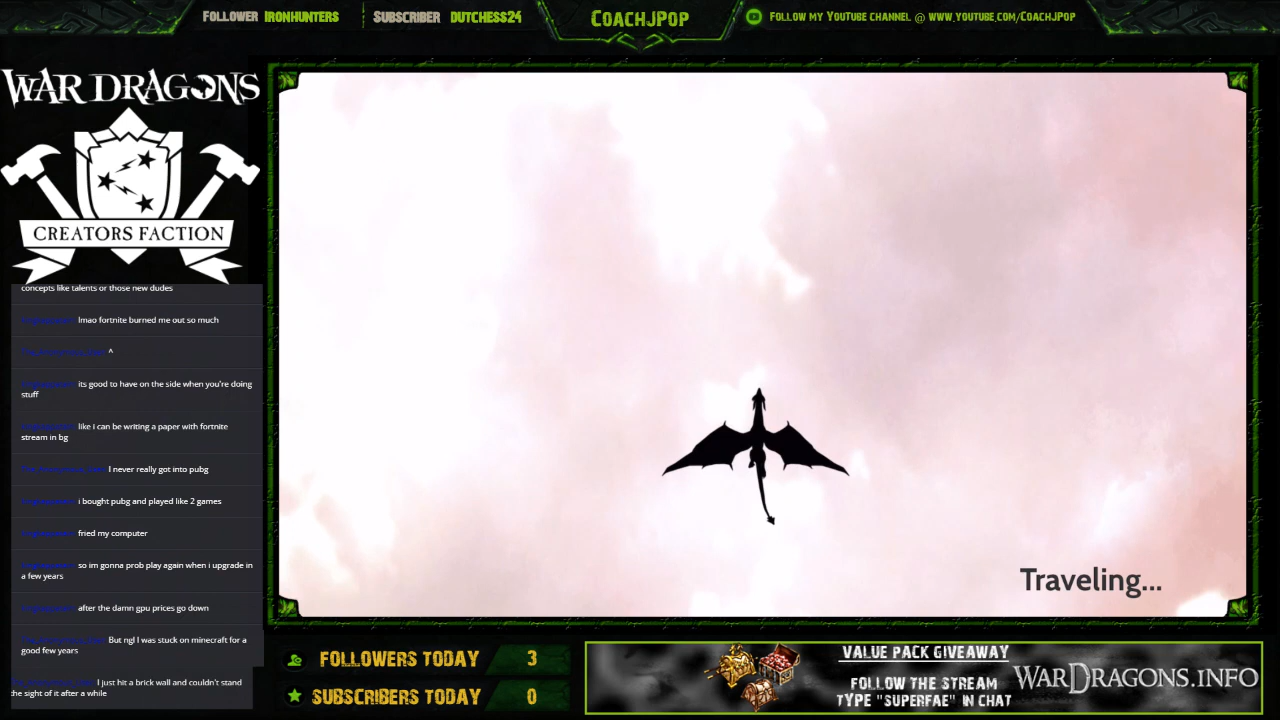 Follower IronHunters
Subscriber dutchess24
CoachJPop
Follow my YouTube channel @ www.youtube.com/CoachJPop
WAR DRAGONS
CREATORS FACTION
concepts like talents or those new dudes
lmao fortnite burned me out so much
^
its good to have on the side when you're doing
stuff
like i can be writing a paper with fortnite
stream in bg
I never really got into pubg
i bought pubg and played like 2 games
fried my computer
so im gonna prob play again when i upgrade in
a few years
after the damn gpu prices go down
But ngl I was stuck on minecraft for a
good few years
I just hit a brick wall and couldn't stand
the sight of it after a while
Traveling...
Followers Today 3
Subscribers Today 0
Value Pack Giveaway
Follow the stream
Type "SUPERFAE" in chat
WARDRAGONS.INFO